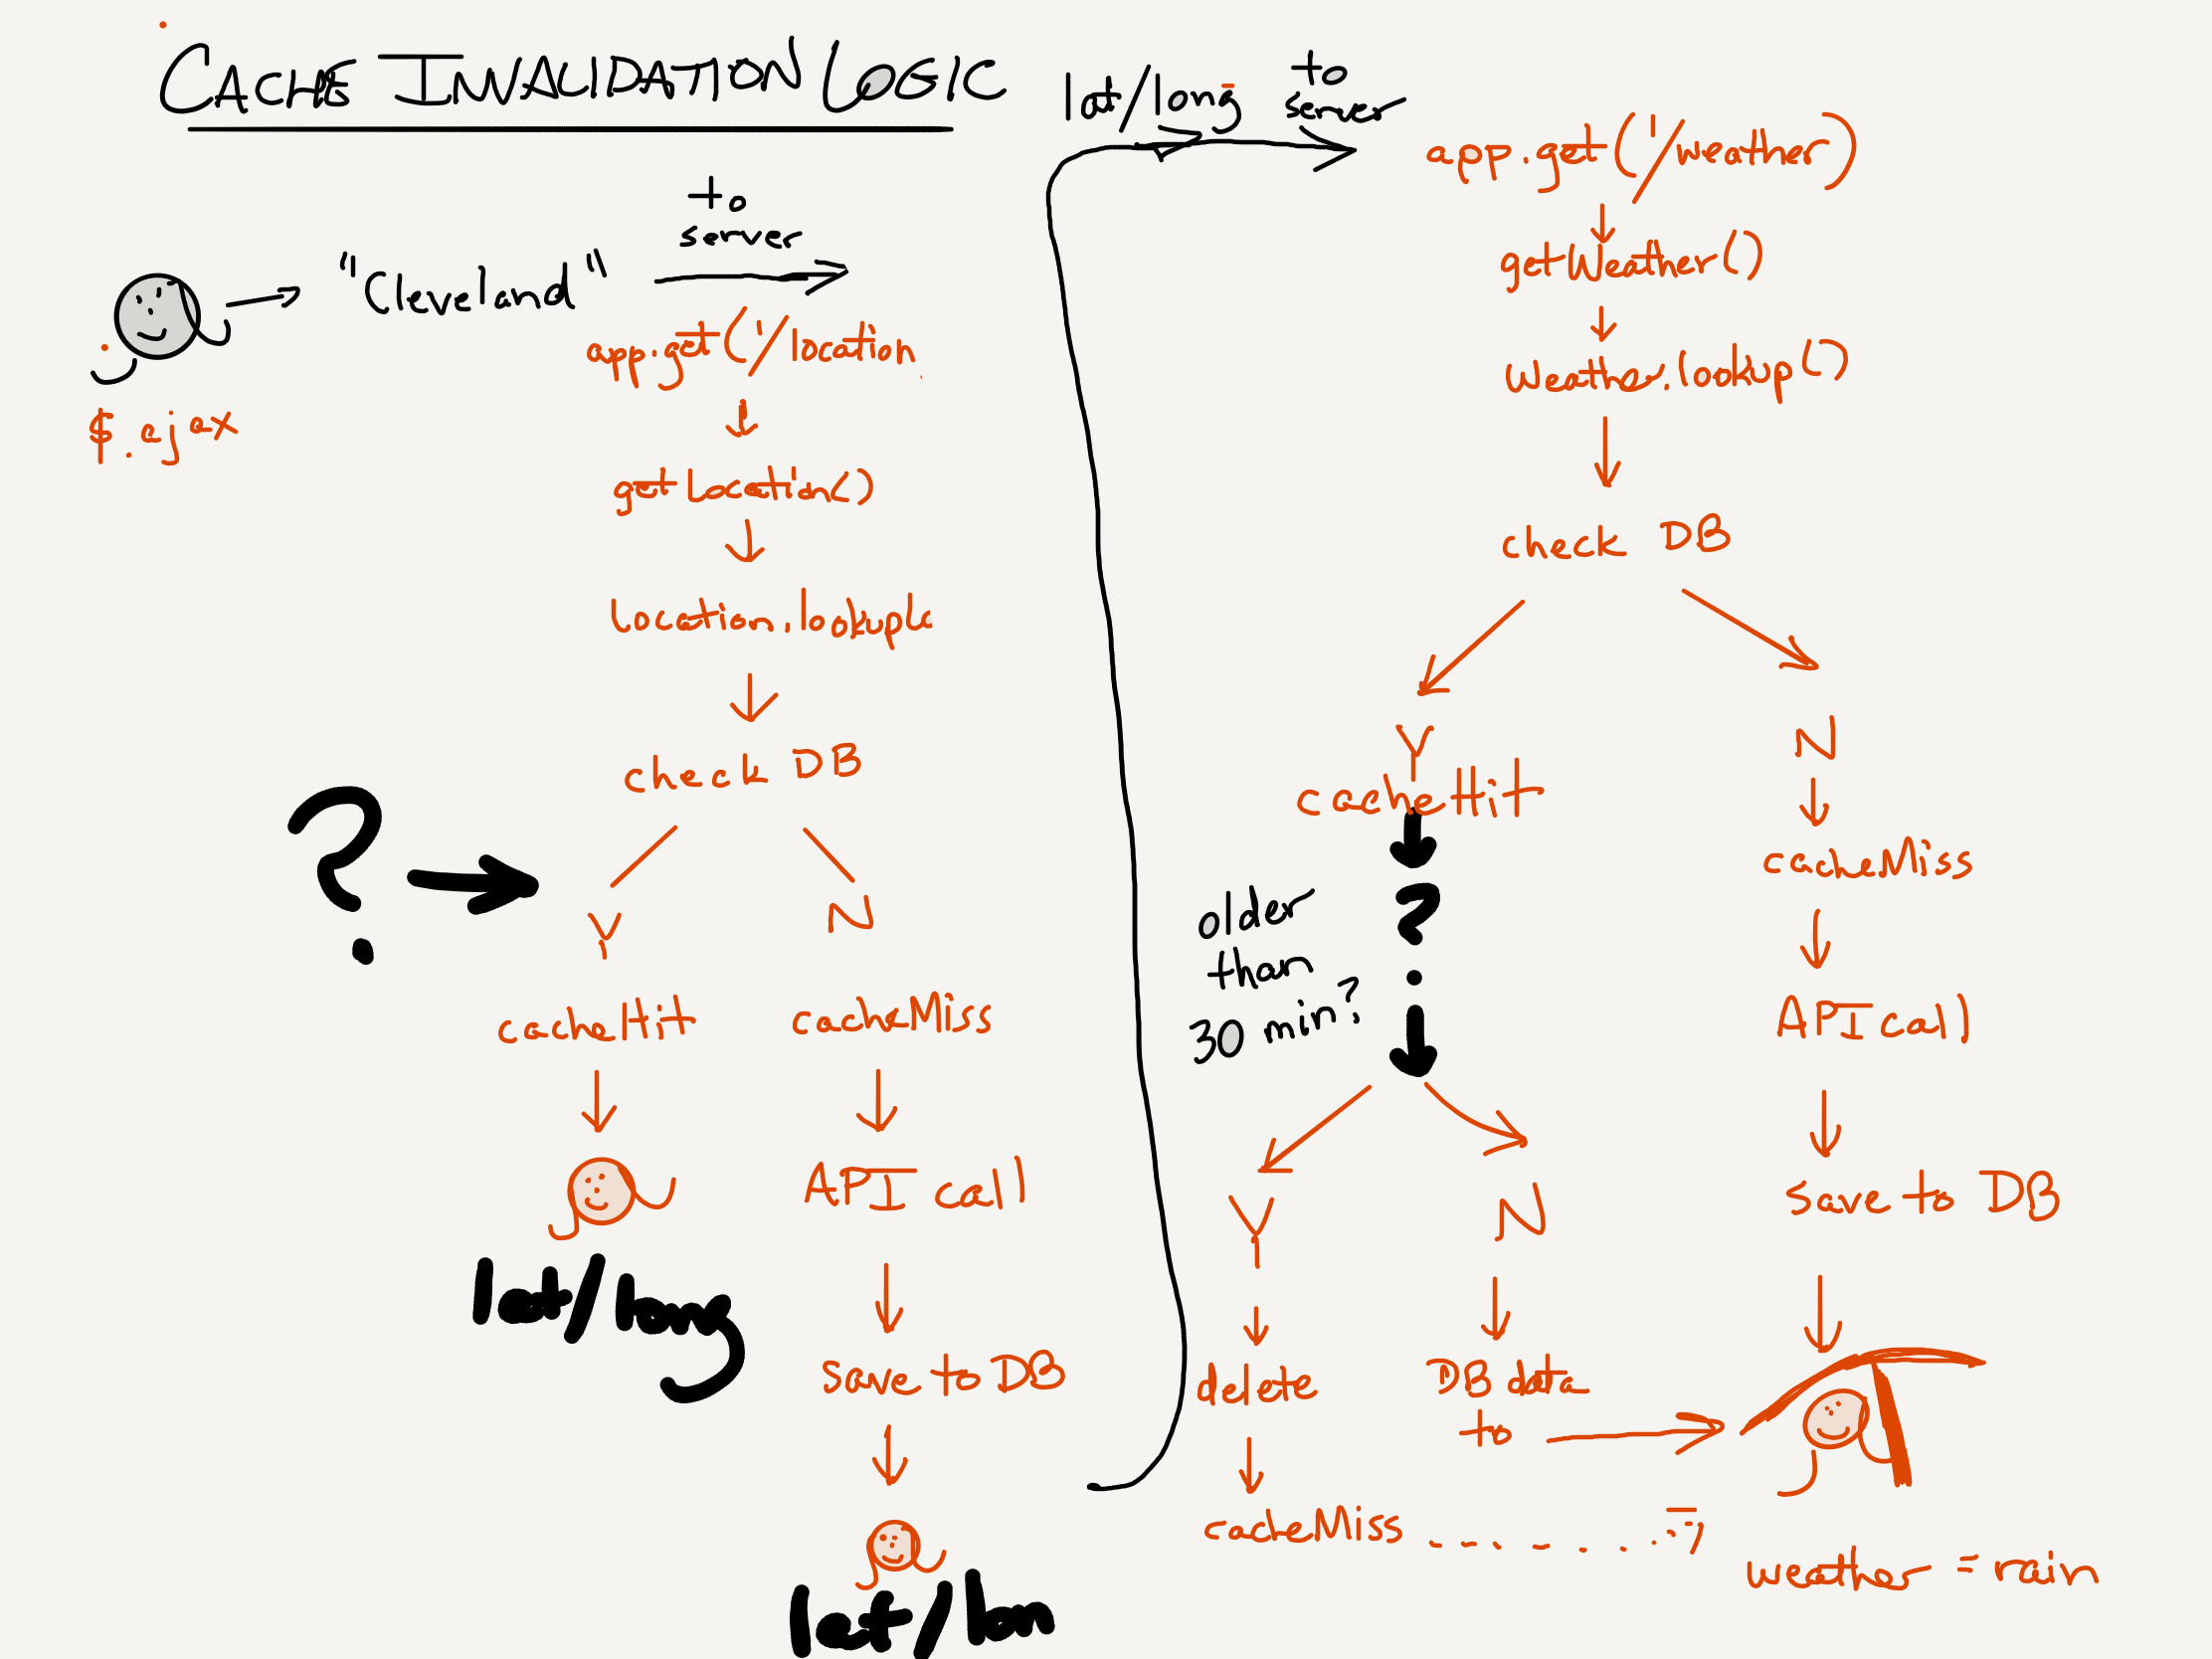 CACHE INVALIDATION LOGIC
"Cleveland"
to
server
$.ajax
app.get('/location
getLocation()
Location.lookupLc
check DB
?
Y
N
cacheHit
cacheMiss
lat/long
API call
save to DB
lat/lon
lat/long to
server
app.get('/weather)
getWeather()
Weather.lookup()
check DB
Y
N
cacheHit
cacheMiss
?
older
than
30 min?
API call
save to DB
Y
N
delete
DB data
to
cacheMiss
weather = rain